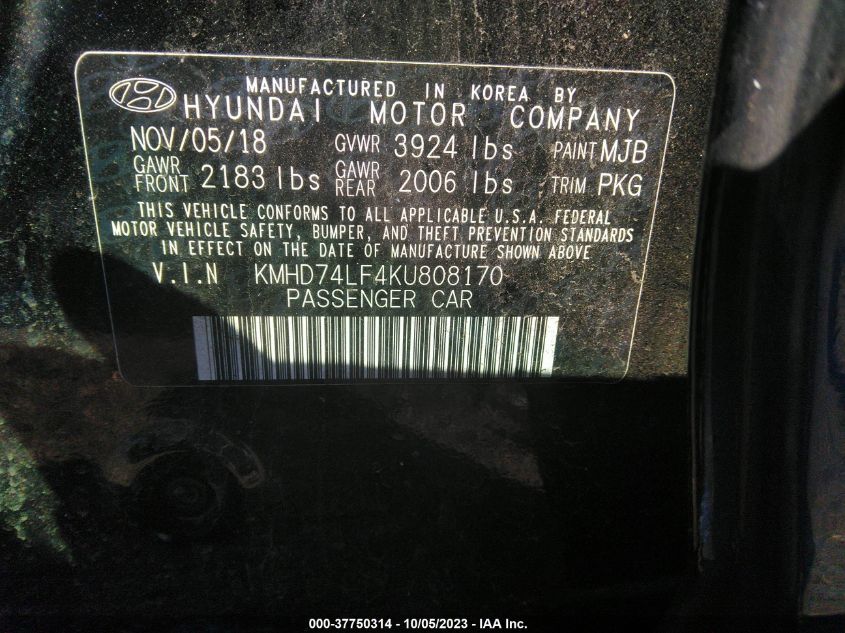 MANUFACTURED IN KOREA BY
HYUNDAI MOTOR COMPANY
NOV/05/18 GVWR 3924 lbs PAINT MJB
GAWR FRONT 2183 lbs GAWR REAR 2006 lbs TRIM PKG
THIS VEHICLE CONFORMS TO ALL APPLICABLE U.S.A. FEDERAL
MOTOR VEHICLE SAFETY, BUMPER, AND THEFT PREVENTION STANDARDS
IN EFFECT ON THE DATE OF MANUFACTURE SHOWN ABOVE.
V.I.N KMHD74LF4KU808170
PASSENGER CAR
000-37750314 - 10/05/2023 - IAA Inc.